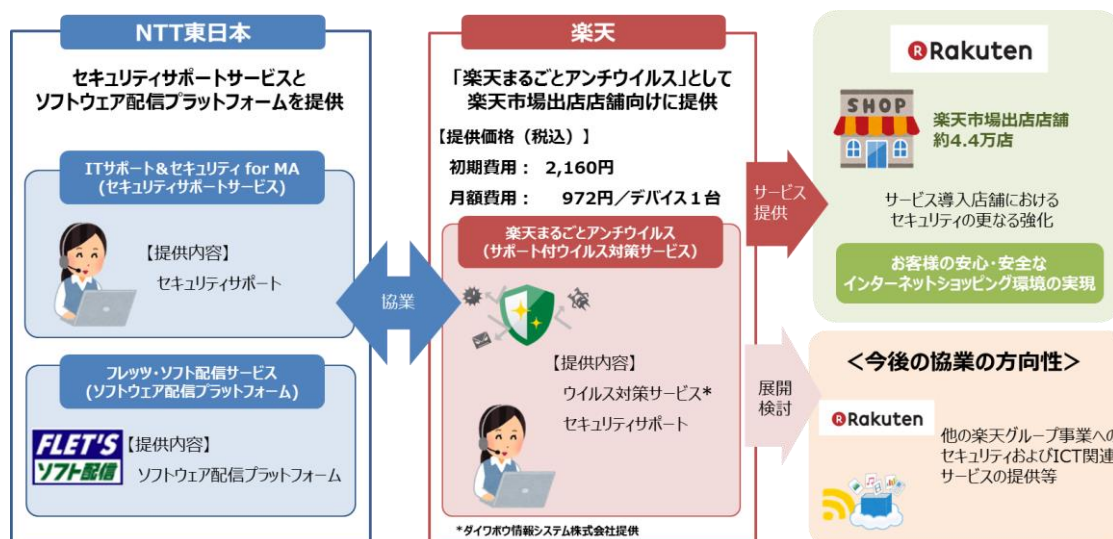 NTT東日本
セキュリティサポートサービスと
ソフトウェア配信プラットフォームを提供
ITサポート&セキュリティ for MA
(セキュリティサポートサービス)
【提供内容】
セキュリティサポート
フレッツ・ソフト配信サービス
(ソフトウェア配信プラットフォーム)
FLET'S
ソフト配信
【提供内容】
ソフトウェア配信プラットフォーム
協業
楽天
「楽天まるごとアンチウイルス」として
楽天市場出店店舗向けに提供
【提供価格（税込）】
初期費用： 2,160円
月額費用： 972円／デバイス１台
楽天まるごとアンチウイルス
(サポート付ウイルス対策サービス)
【提供内容】
ウイルス対策サービス*
セキュリティサポート
*ダイワボウ情報システム株式会社提供
サービス
提供
展開
検討
Rakuten
SHOP
楽天市場出店店舗
約4.4万店
サービス導入店舗における
セキュリティの更なる強化
お客様の安心・安全な
インターネットショッピング環境の実現
＜今後の協業の方向性＞
Rakuten
他の楽天グループ事業への
セキュリティおよびICT関連
サービスの提供等